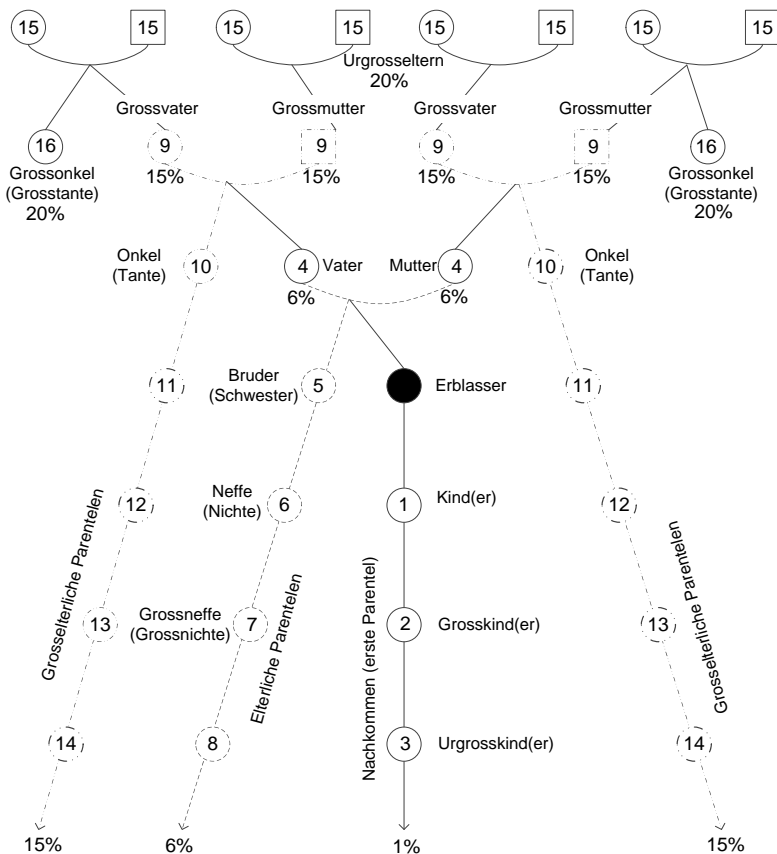 15 15 15 15 15 15 15 15
Urgrosseltern
20%
Grossvater Grossmutter Grossvater Grossmutter
16 9 9 9 9 16
Grossonkel
(Grosstante)
20%
15% 15% 15% 15%
Grossonkel
(Grosstante)
20%
Onkel
(Tante)
10
4 Vater
6%
Mutter 4
6%
10
Onkel
(Tante)
11
Bruder
(Schwester)
5
Erblasser
11
12
Neffe
(Nichte)
6
1
Kind(er)
12
Grosselterliche Parentelen
13
Grossneffe
(Grossnichte)
7
Elterliche Parentelen
Nachkommen (erste Parentel)
2
Grosskind(er)
13
Grosselterliche Parentelen
14
8
3
Urgrosskind(er)
14
15% 6% 1% 15%